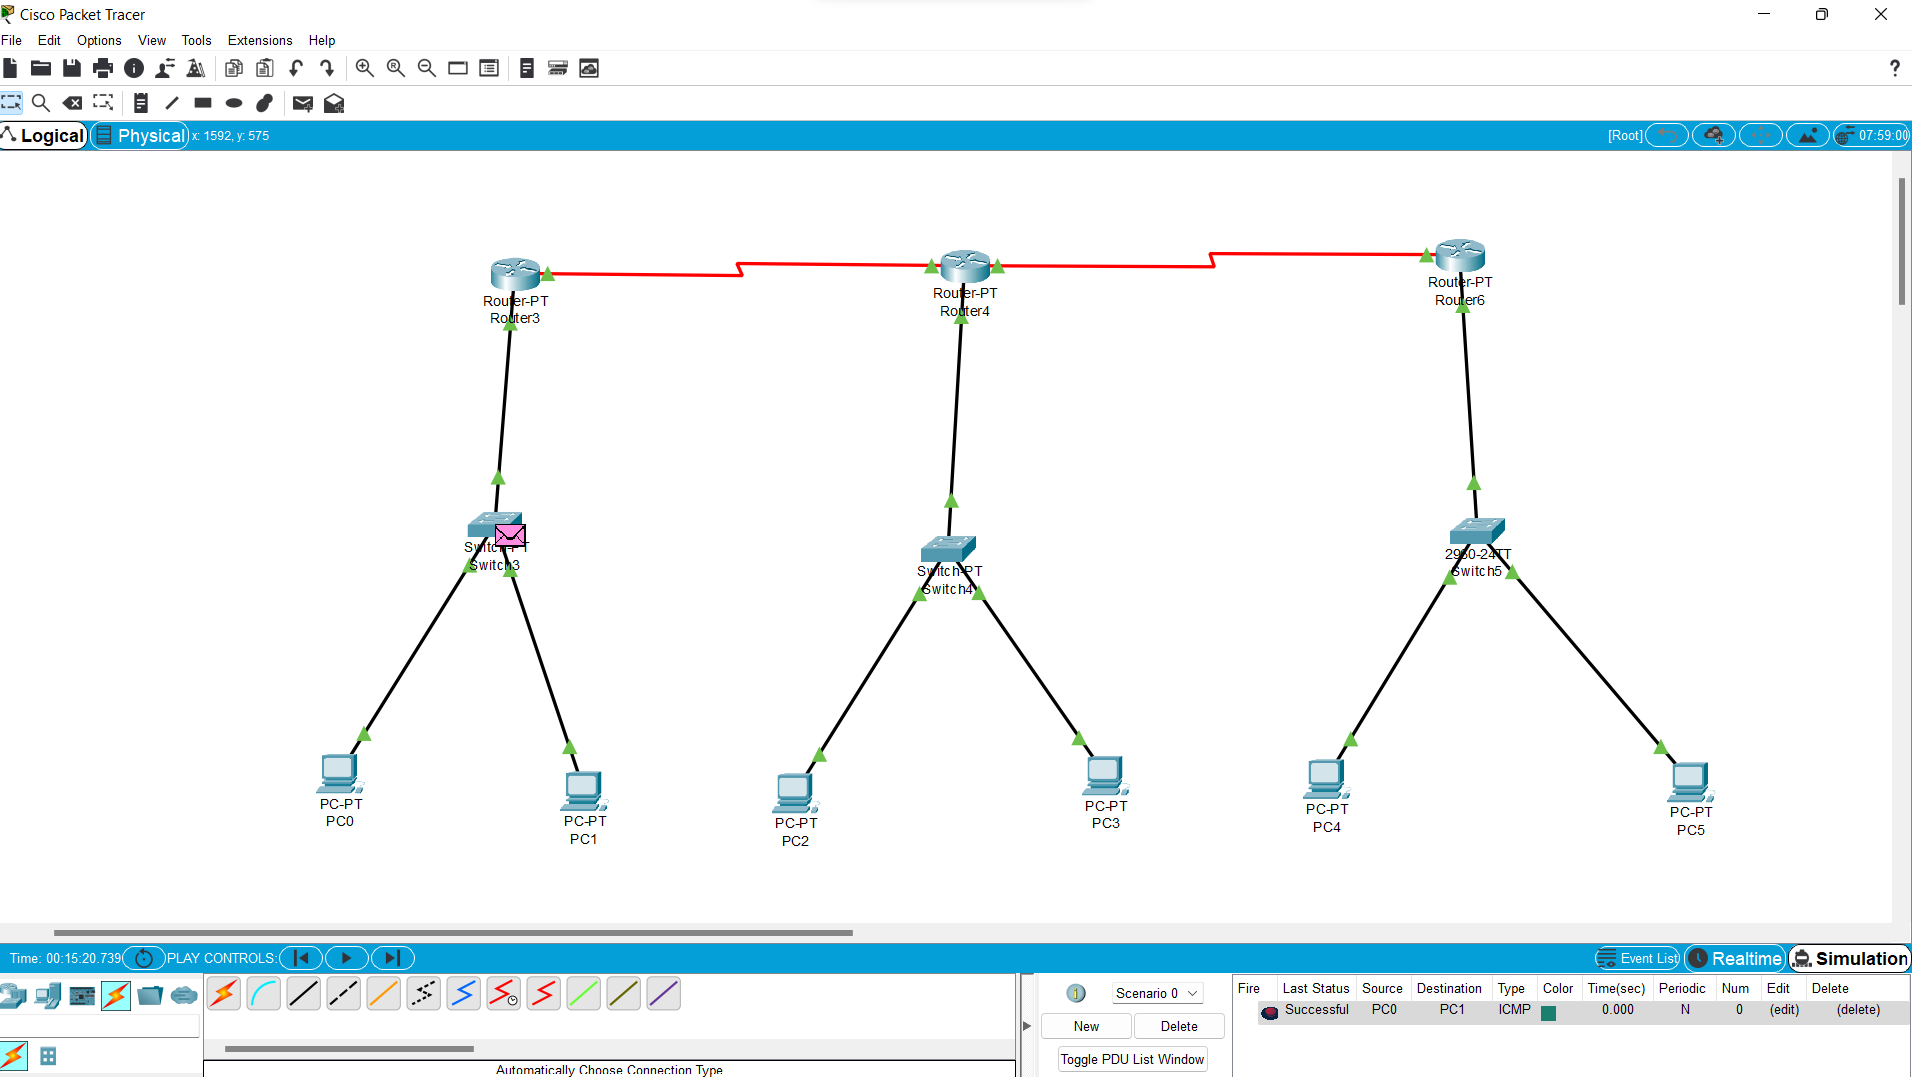 Cisco Packet Tracer
File Edit Options View Tools Extensions Help
?
Logical Physical x: 1592, y: 575 [Root] 07:59:00
Router-PT
Router3
Router-PT
Router4
Router-PT
Router6
Switch-PT
Switch3
Switch-PT
Switch4
2960-24TT
Switch5
PC-PT
PC0
PC-PT
PC1
PC-PT
PC2
PC-PT
PC3
PC-PT
PC4
PC-PT
PC5
Time: 00:15:20.739 PLAY CONTROLS: Event List Realtime Simulation
Scenario 0
New Delete
Toggle PDU List Window
Fire Last Status Source Destination Type Color Time(sec) Periodic Num Edit Delete
Successful PC0 PC1 ICMP 0.000 N 0 (edit) (delete)
Automatically Choose Connection Type